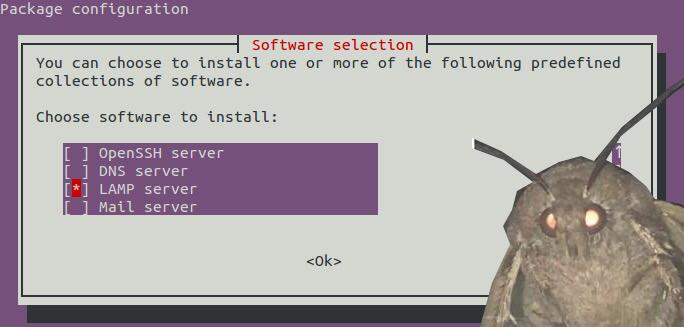 Package configuration
Software selection
You can choose to install one or more of the following predefined
collections of software.
Choose software to install:
[ ] OpenSSH server
[ ] DNS server
[*] LAMP server
[ ] Mail server
<Ok>